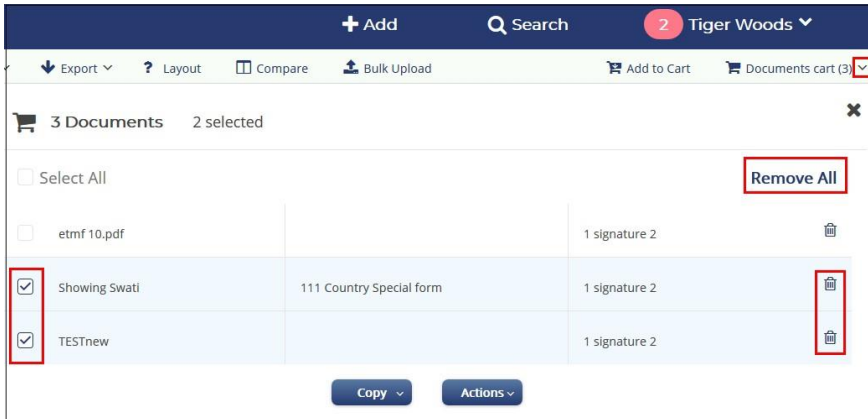 Add Search 2 Tiger Woods
Export ? Layout Compare Bulk Upload Add to Cart Documents cart (3)
3 Documents 2 selected
Select All Remove All
etmf 10.pdf 1 signature 2
Showing Swati 111 Country Special form 1 signature 2
TESTnew 1 signature 2
Copy Actions